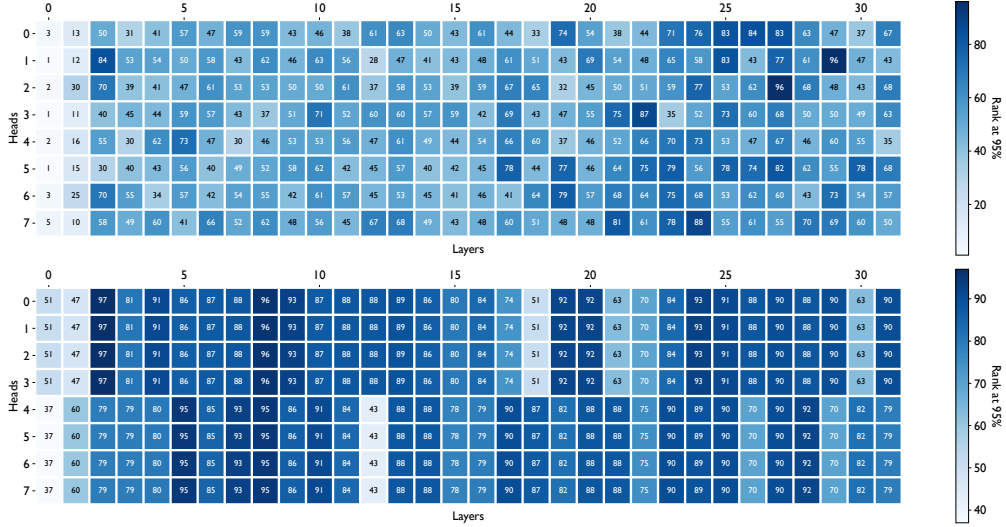 0 5 10 15 20 25 30
0 3 13 50 31 41 57 47 59 59 43 46 38 61 63 50 43 61 44 33 74 54 38 44 71 76 83 84 83 63 47 37 67
1 1 12 84 53 54 50 58 43 62 46 63 56 28 47 41 43 48 61 51 43 69 54 48 65 58 83 43 77 61 96 47 43
2 2 30 70 39 41 47 61 53 53 50 50 61 37 58 53 48 59 67 65 32 45 50 51 59 77 53 62 96 68 48 43 68
3 1 11 40 45 44 59 57 43 37 51 71 52 60 60 57 59 42 69 43 47 51 75 87 35 52 73 60 68 50 50 49 63
4 2 16 55 30 62 73 47 30 46 53 53 56 47 61 49 44 54 66 60 37 46 52 66 70 73 53 47 67 46 60 55 35
5 1 15 30 40 43 56 40 49 52 58 62 42 45 57 40 42 45 78 44 77 46 64 75 79 56 78 74 82 62 55 78 68
6 3 25 70 55 34 57 42 54 55 42 61 57 45 53 45 41 46 41 64 79 57 68 64 75 68 53 52 60 43 73 54 57
7 5 10 58 49 60 41 66 52 62 48 56 45 67 68 49 43 48 60 51 48 48 81 61 78 88 55 61 55 70 69 60 50
Heads
Layers
80
60
40
20
Rank at 95%
0 5 10 15 20 25 30
0 51 47 97 81 91 86 87 88 96 93 87 88 88 89 86 80 84 74 51 92 92 63 70 84 93 91 88 90 88 90 63 90
1 51 47 97 81 91 86 87 88 96 93 87 88 88 89 86 80 84 74 51 92 92 63 70 84 93 91 88 90 88 90 63 90
2 51 47 97 81 91 86 87 88 96 93 87 88 88 89 86 80 84 74 51 92 92 63 70 84 93 91 88 90 88 90 63 90
3 51 47 97 81 91 86 87 88 96 93 87 88 88 89 86 80 84 74 51 92 92 63 70 84 93 91 88 90 88 90 63 90
4 37 60 79 79 80 95 85 93 95 86 91 84 43 88 88 78 79 90 87 82 88 88 75 90 89 90 70 90 92 70 82 79
5 37 60 79 79 80 95 85 93 95 86 91 84 43 88 88 78 79 90 87 82 88 88 75 90 89 90 70 90 92 70 82 79
6 37 60 79 79 80 95 85 93 95 86 91 84 43 88 88 78 79 90 87 82 88 88 75 90 89 90 70 90 92 70 82 79
7 37 60 79 79 80 95 85 93 95 86 91 84 43 88 88 78 79 90 87 82 88 88 75 90 89 90 70 90 92 70 82 79
Heads
Layers
90
80
70
60
50
40
Rank at 95%